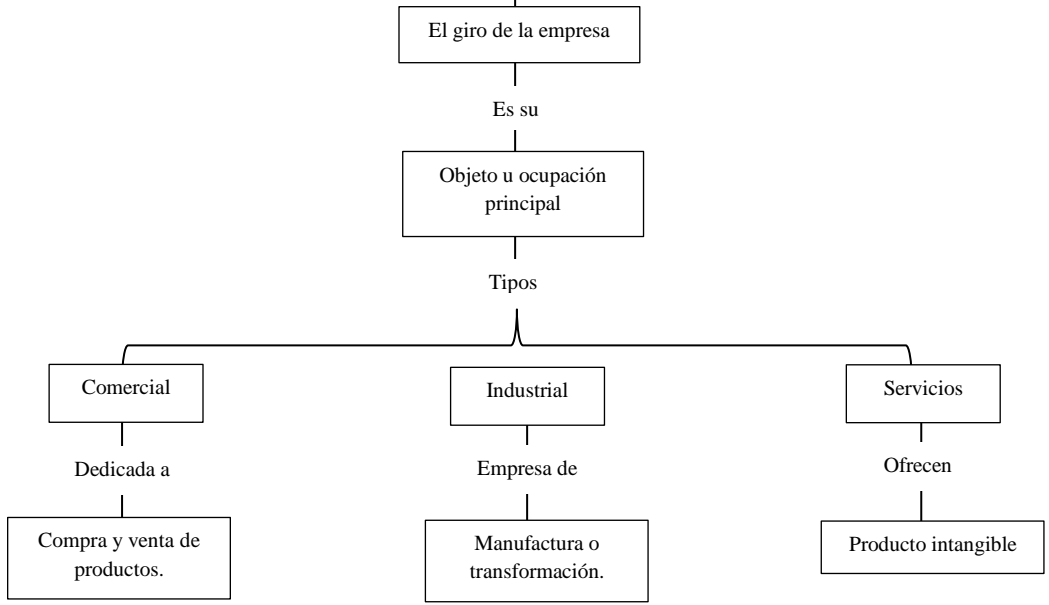 El giro de la empresa
Es su
Objeto u ocupación
principal
Tipos
Comercial
Industrial
Servicios
Dedicada a
Empresa de
Ofrecen
Compra y venta de
productos.
Manufactura o
transformación.
Producto intangible